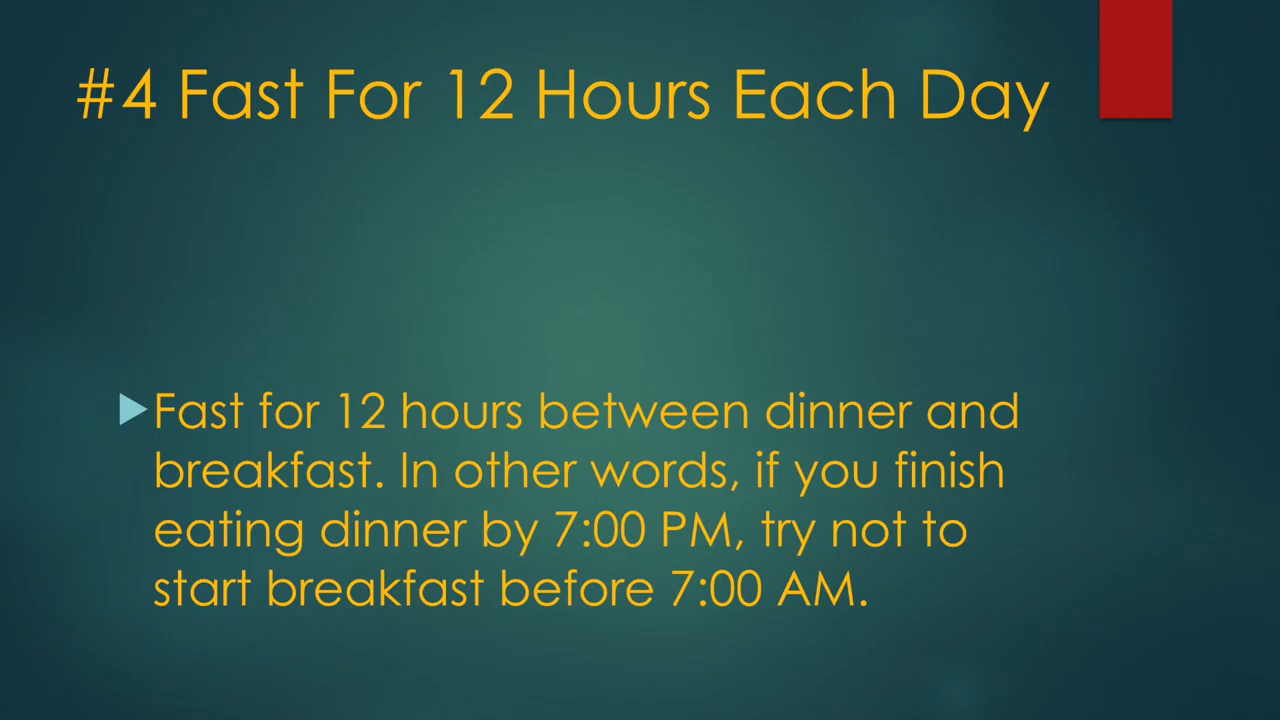 #4 Fast For 12 Hours Each Day
Fast for 12 hours between dinner and
breakfast. In other words, if you finish
eating dinner by 7:00 PM, try not to
start breakfast before 7:00 AM.